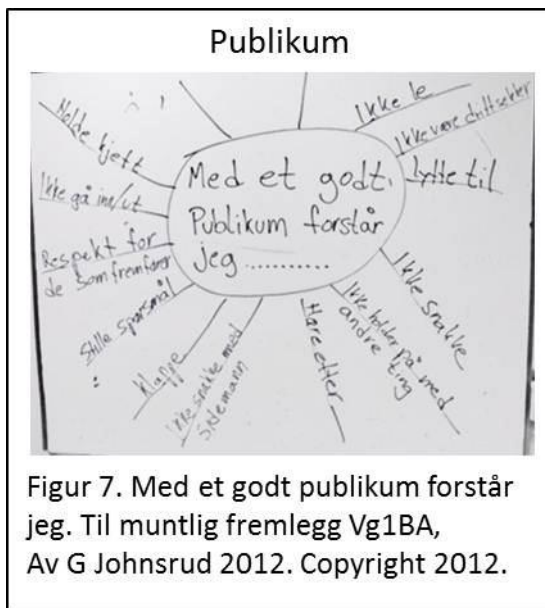 Publikum
Med et godt.
Publikum forstår
jeg ...........
Ikke le
Ikke være drittsekker
lytte til
Ikke snakke
Ikke holder på med
andre ting
Høre etter
Ikke snakke med
Sidemann
Klappe
Stille spørsmål
Respekt for
de som fremfører
Ikke gå inn/ut
Holde kjeft
Figur 7. Med et godt publikum forstår
jeg. Til muntlig fremlegg Vg1BA,
Av G Johnsrud 2012. Copyright 2012.